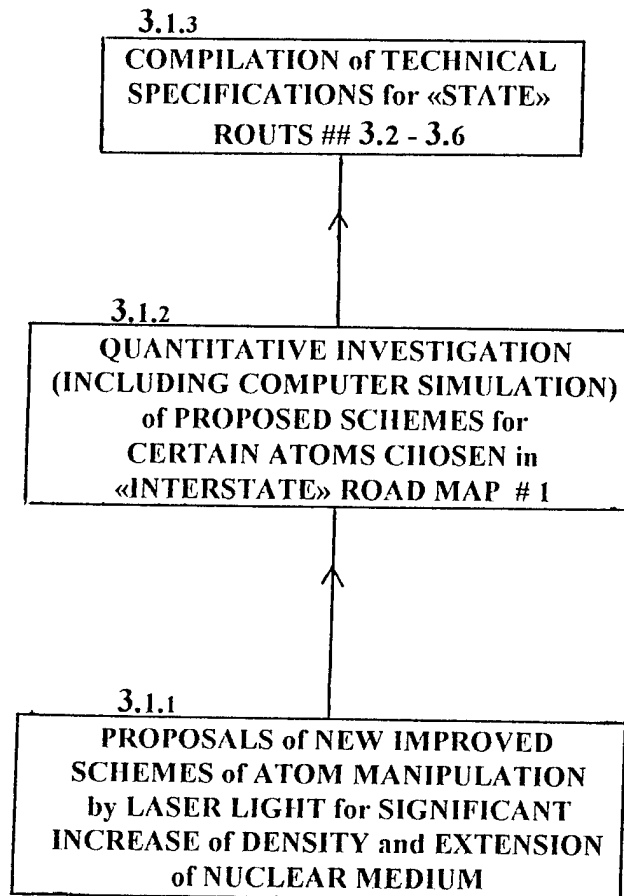 3.1.3
COMPILATION of TECHNICAL
SPECIFICATIONS for «STATE»
ROUTS ## 3.2 - 3.6
3.1.2
QUANTITATIVE INVESTIGATION
(INCLUDING COMPUTER SIMULATION)
of PROPOSED SCHEMES for
CERTAIN ATOMS CHOSEN in
«INTERSTATE» ROAD MAP # 1
3.1.1
PROPOSALS of NEW IMPROVED
SCHEMES of ATOM MANIPULATION
by LASER LIGHT for SIGNIFICANT
INCREASE of DENSITY and EXTENSION
of NUCLEAR MEDIUM